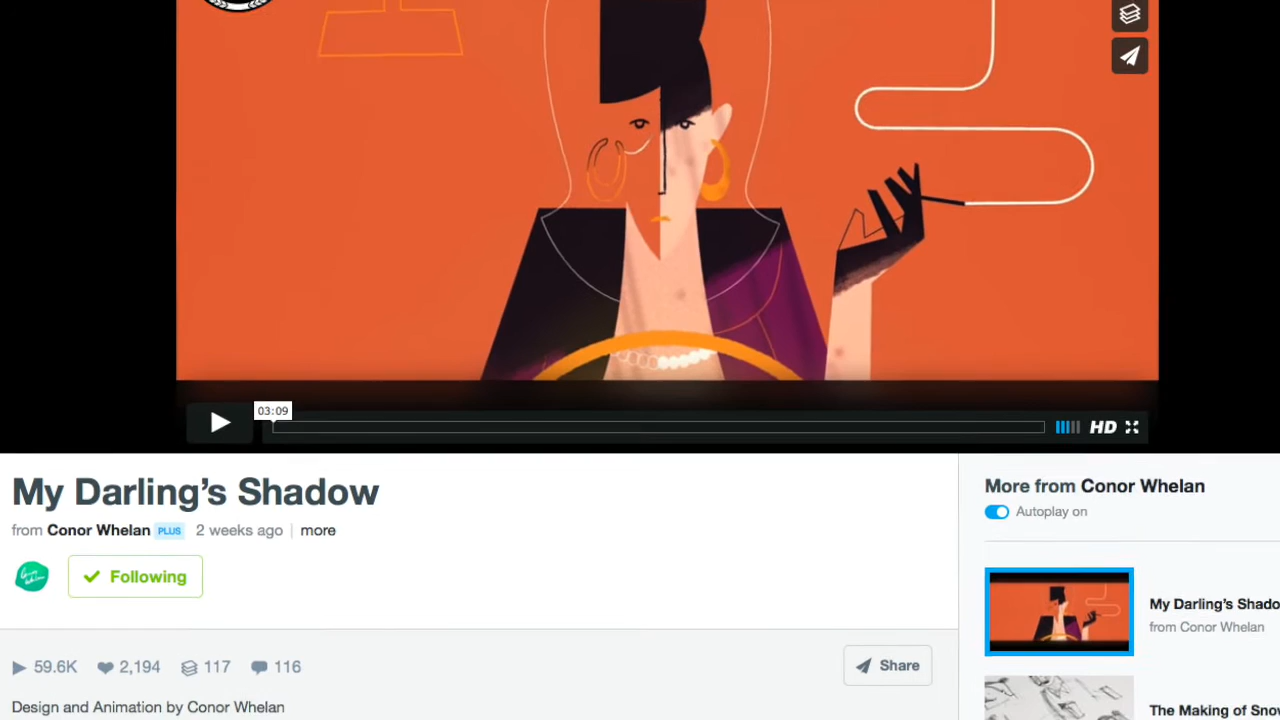 03:09
HD
My Darling's Shadow
from Conor Whelan PLUS 2 weeks ago more
Following
59.6K 2,194 117 116
Share
Design and Animation by Conor Whelan
More from Conor Whelan
Autoplay on
My Darling's Shado
from Conor Whelan
The Making of Snov